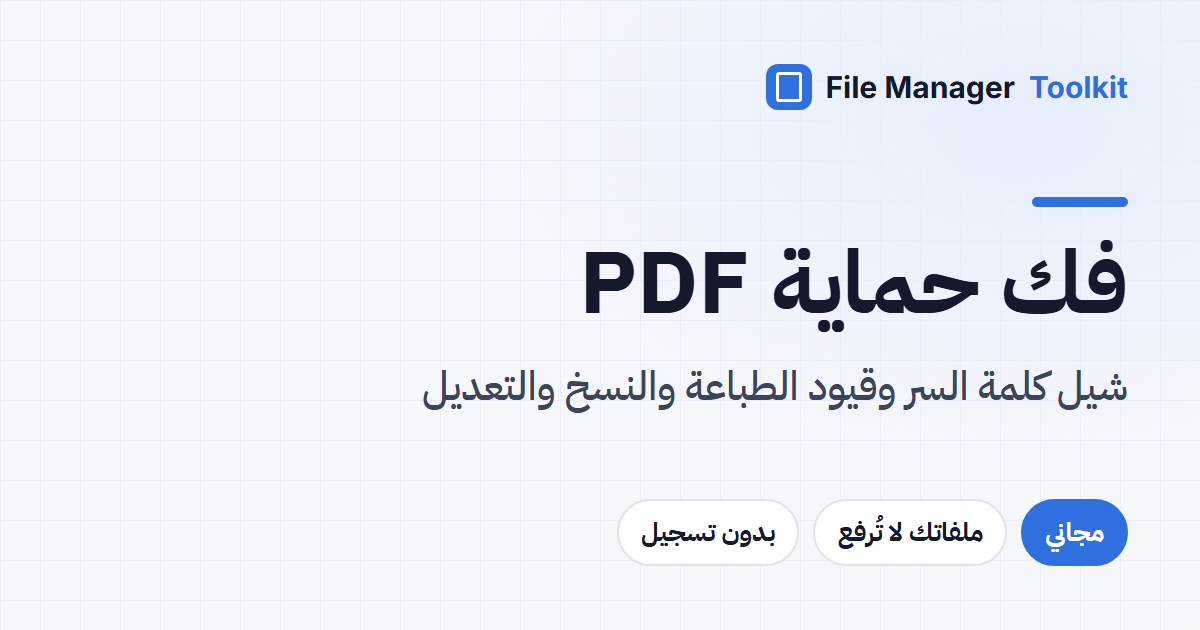 File Manager Toolkit
فك حماية PDF
شيل كلمة السر وقيود الطباعة والنسخ والتعديل
مجاني
ملفاتك لا تُرفع
بدون تسجيل